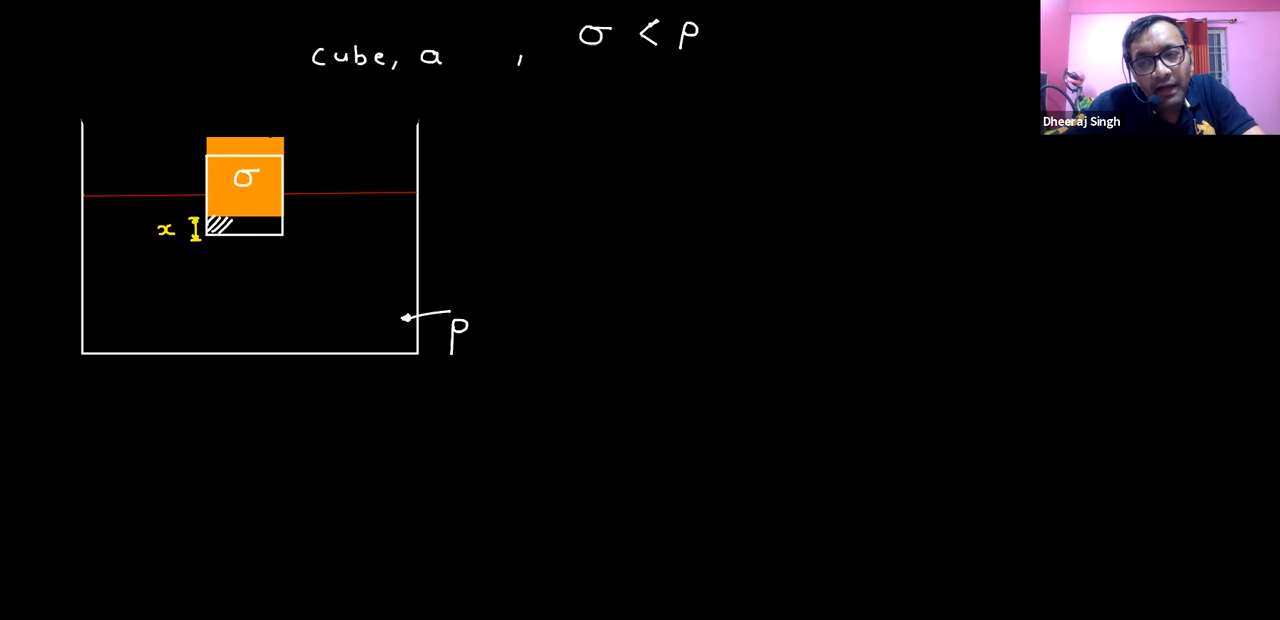 cube, a , σ < ρ
Dheeraj Singh
σ
x
ρ